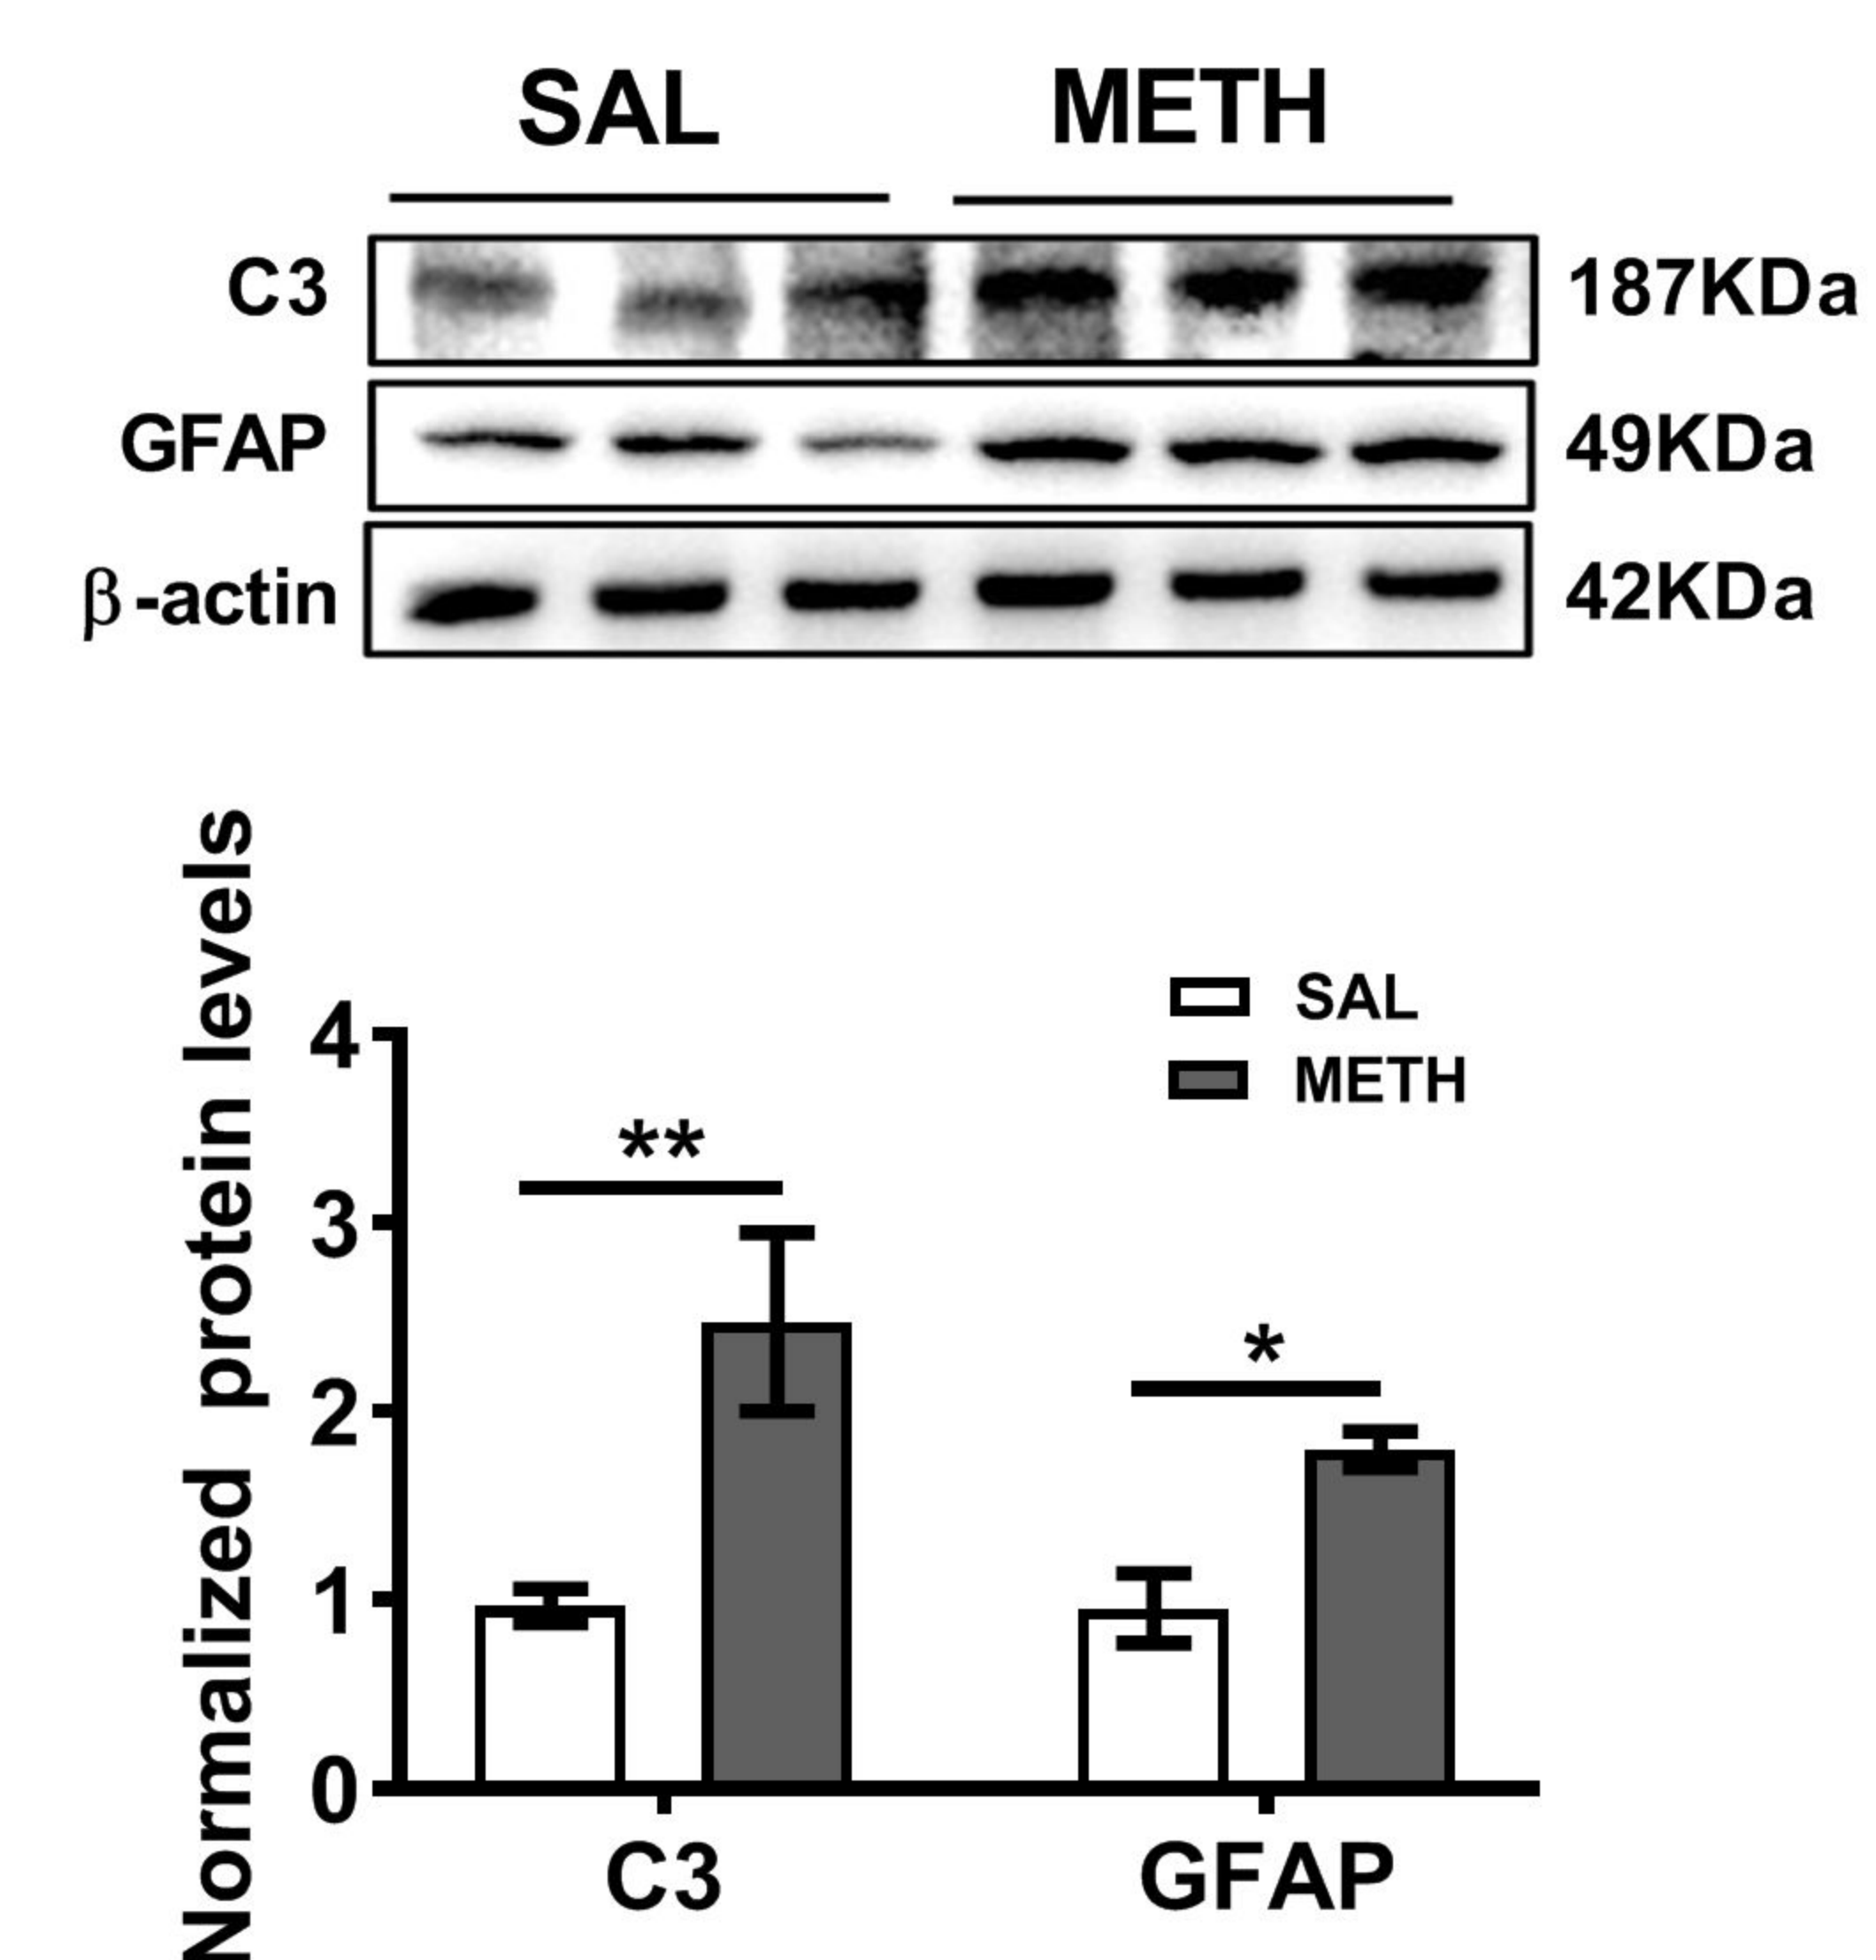 SAL METH
C3 187KDa
GFAP 49KDa
β-actin 42KDa
Normalized protein levels
4
3
2
1
0
SAL
METH
**
*
C3 GFAP